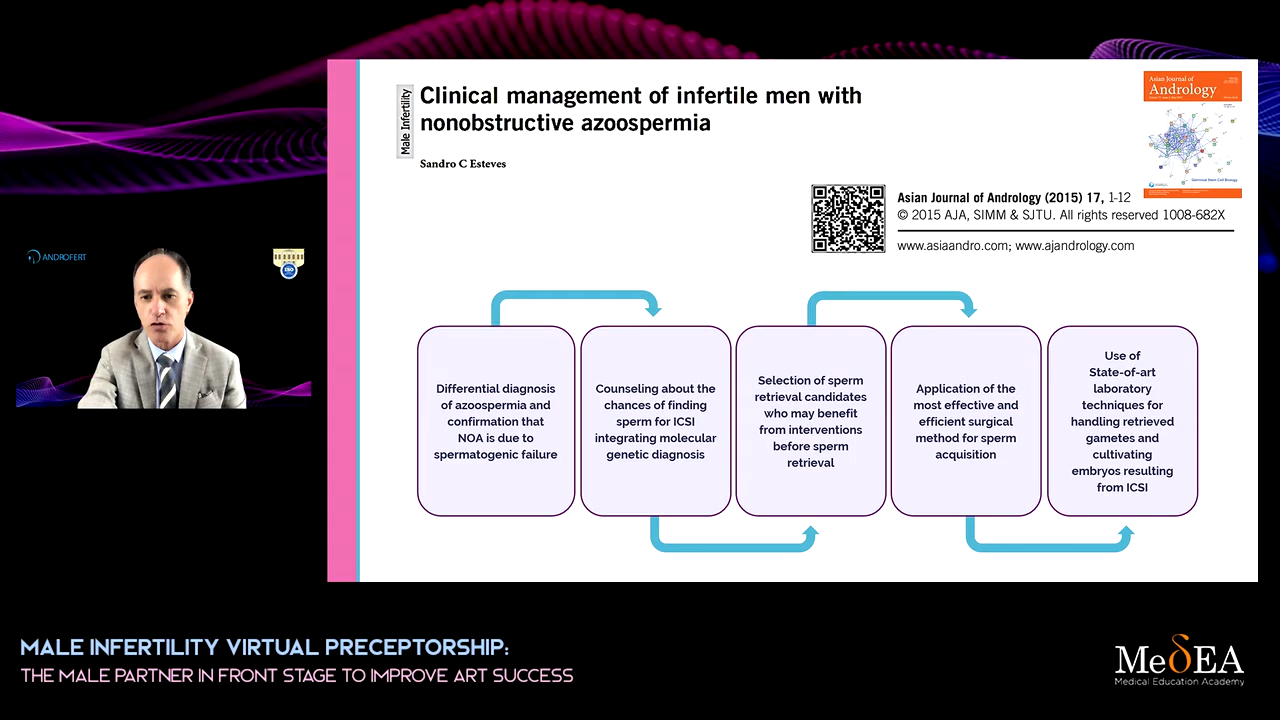 Clinical management of infertile men with
nonobstructive azoospermia
Male Infertility
Sandro C Esteves
Asian Journal of
Andrology
Germinal Stem Cell Biology
Asian Journal of Andrology (2015) 17, 1-12
© 2015 AJA, SIMM & SJTU. All rights reserved 1008-682X
www.asiaandro.com; www.ajandrology.com
ANDROFERT
ISO
Differential diagnosis
of azoospermia and
confirmation that
NOA is due to
spermatogenic failure
Counseling about the
chances of finding
sperm for ICSI
integrating molecular
genetic diagnosis
Selection of sperm
retrieval candidates
who may benefit
from interventions
before sperm
retrieval
Application of the
most effective and
efficient surgical
method for sperm
acquisition
Use of
State-of-art
laboratory
techniques for
handling retrieved
gametes and
cultivating
embryos resulting
from ICSI
MALE INFERTILITY VIRTUAL PRECEPTORSHIP:
THE MALE PARTNER IN FRONT STAGE TO IMPROVE ART SUCCESS
MeδEA
Medical Education Academy